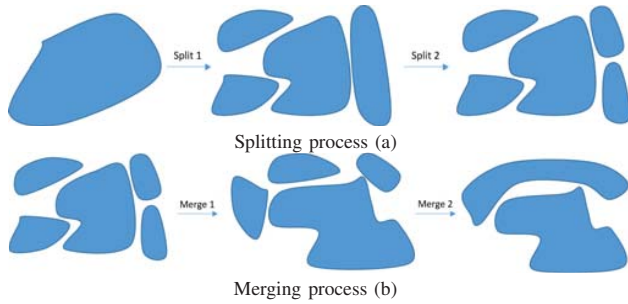 Split 1
Split 2
Splitting process (a)
Merge 1
Merge 2
Merging process (b)